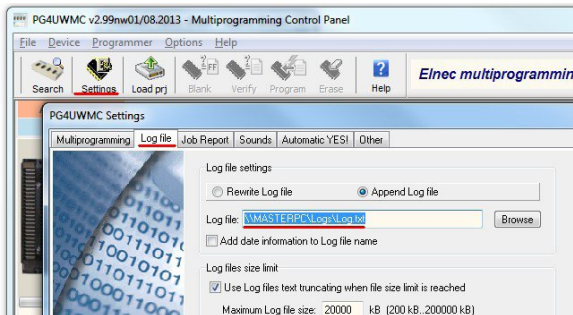 PG4UWMC v2.99nw01/08.2013 - Multiprogramming Control Panel
File Device Programmer Options Help
Search Settings Load prj Blank Verify Program Erase Help
Elnec multiprogrammin
PG4UWMC Settings
Multiprogramming Log file Job Report Sounds Automatic YES! Other
Log file settings
Rewrite Log file Append Log file
Log file: \\MASTERPC\Logs\Log.txt Browse
Add date information to Log file name
Log files size limit
Use Log files text truncating when file size limit is reached
Maximum Log file size: 20000 kB (200 kB..200000 kB)